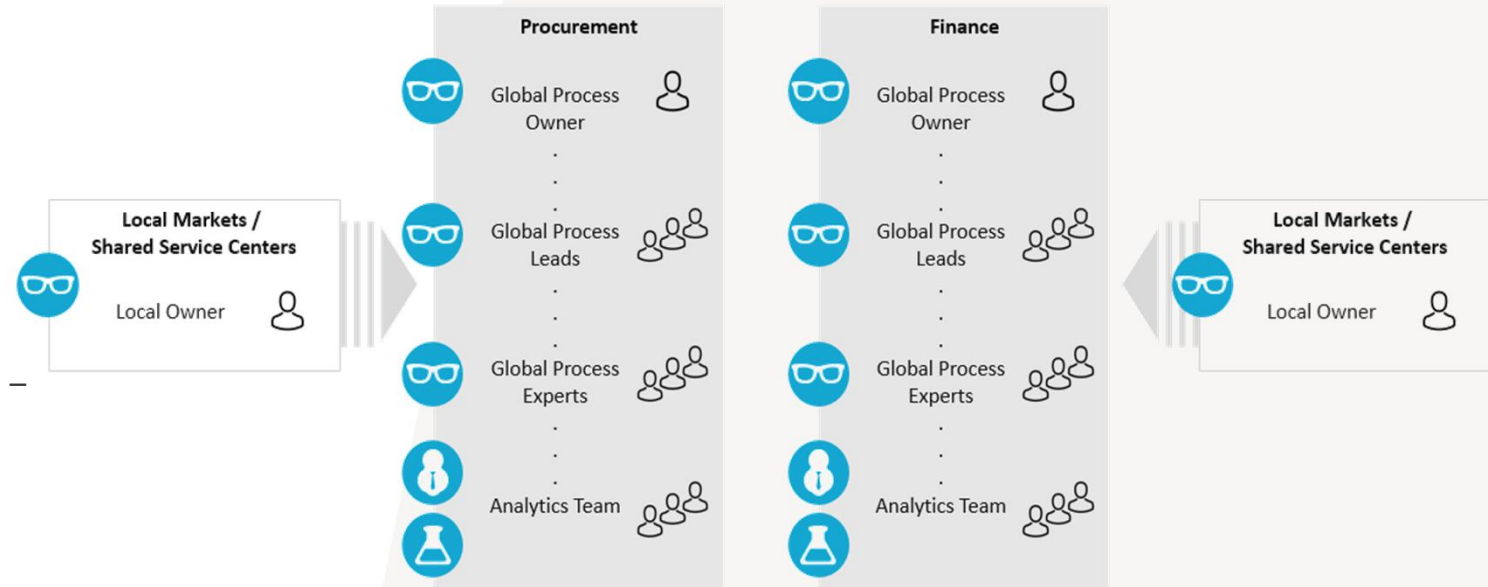 Procurement
Global Process
Owner
.
.
.
Global Process
Leads
.
.
.
Global Process
Experts
.
.
.
Analytics Team
Finance
Global Process
Owner
.
.
.
Global Process
Leads
.
.
.
Global Process
Experts
.
.
.
Analytics Team
Local Markets /
Shared Service Centers
Local Owner
–
Local Markets /
Shared Service Centers
Local Owner